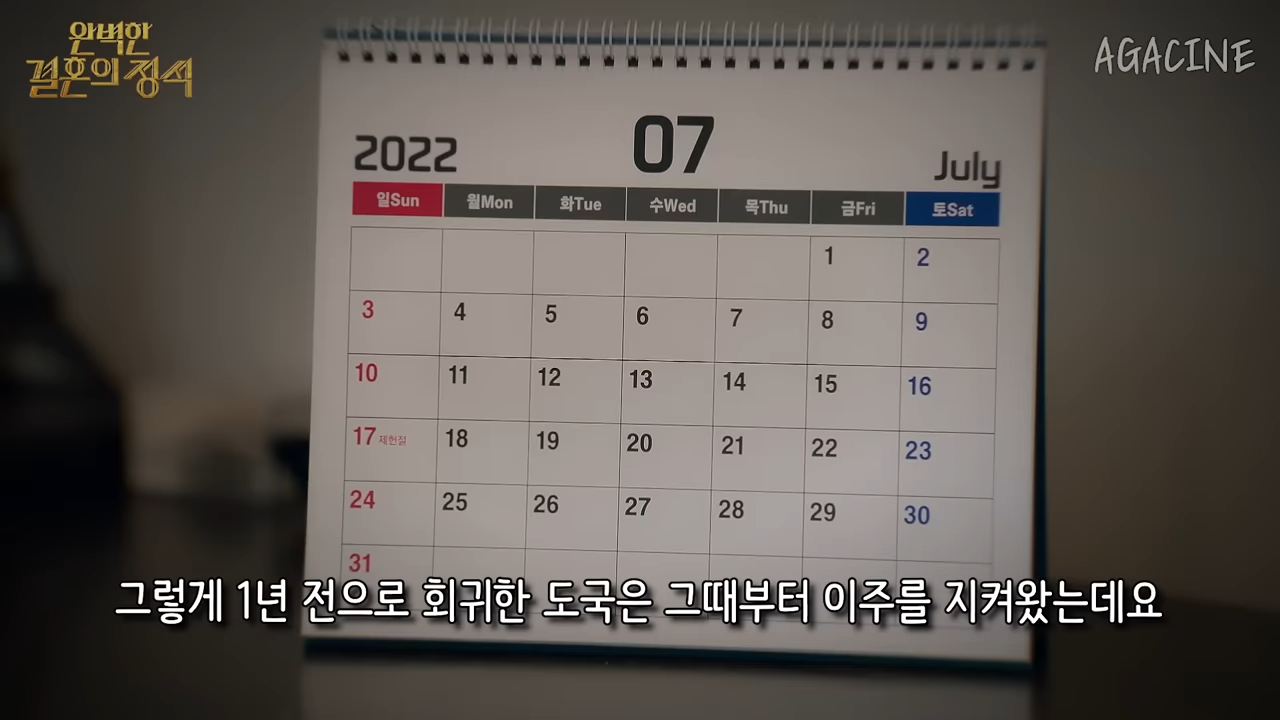 완벽한
결혼의 정석
AGACINE
2022 07 July
일Sun 월Mon 화Tue 수Wed 목Thu 금Fri 토Sat
1 2
3 4 5 6 7 8 9
10 11 12 13 14 15 16
17 제헌절 18 19 20 21 22 23
24 25 26 27 28 29 30
31
그렇게 1년 전으로 회귀한 도국은 그때부터 이주를 지켜왔는데요